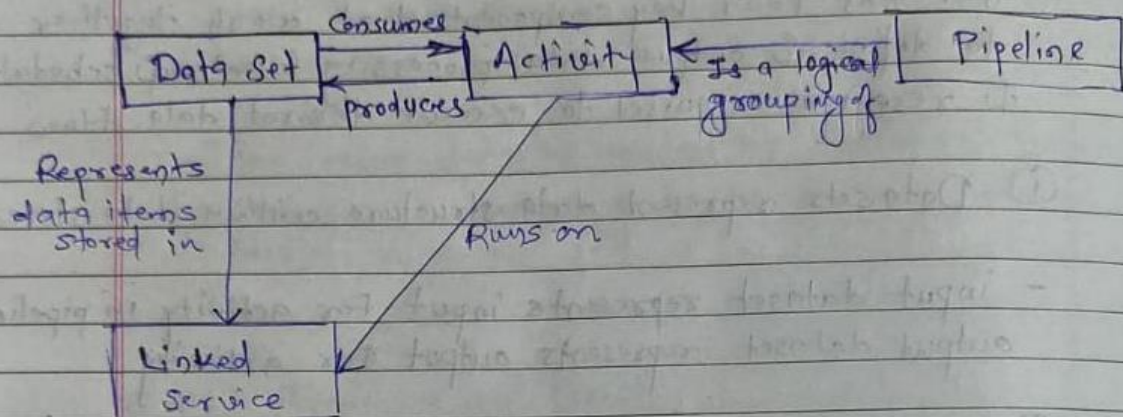 Consumes
Data Set
Activity
Pipeline
produces
Is a logical
grouping of
Represents
data items
stored in
Runs on
Linked
Service